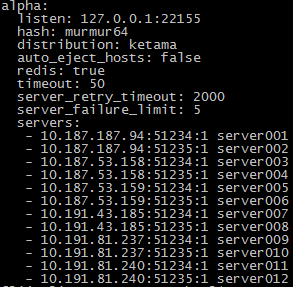 alpha:
  listen: 127.0.0.1:22155
  hash: murmur64
  distribution: ketama
  auto_eject_hosts: false
  redis: true
  timeout: 50
  server_retry_timeout: 2000
  server_failure_limit: 5
  servers:
   - 10.187.187.94:51234:1 server001
   - 10.187.187.94:51235:1 server002
   - 10.187.53.158:51234:1 server003
   - 10.187.53.158:51235:1 server004
   - 10.187.53.159:51234:1 server005
   - 10.187.53.159:51235:1 server006
   - 10.191.43.185:51234:1 server007
   - 10.191.43.185:51235:1 server008
   - 10.191.81.237:51234:1 server009
   - 10.191.81.237:51235:1 server010
   - 10.191.81.240:51234:1 server011
   - 10.191.81.240:51235:1 server012